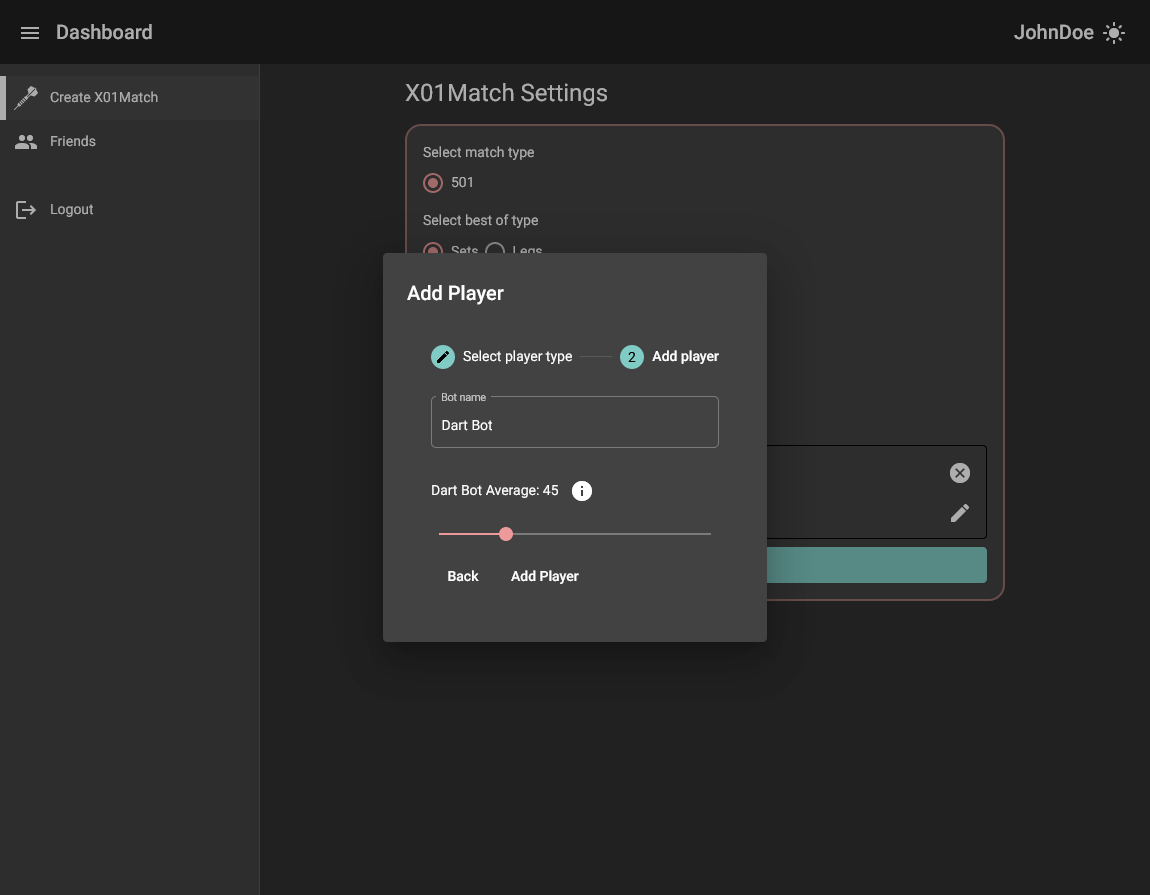 Dashboard
JohnDoe
Create X01Match
Friends
Logout
X01Match Settings
Select match type
501
Select best of type
Sets Legs
Add Player
Select player type
2 Add player
Bot name
Dart Bot
Dart Bot Average: 45
Back Add Player